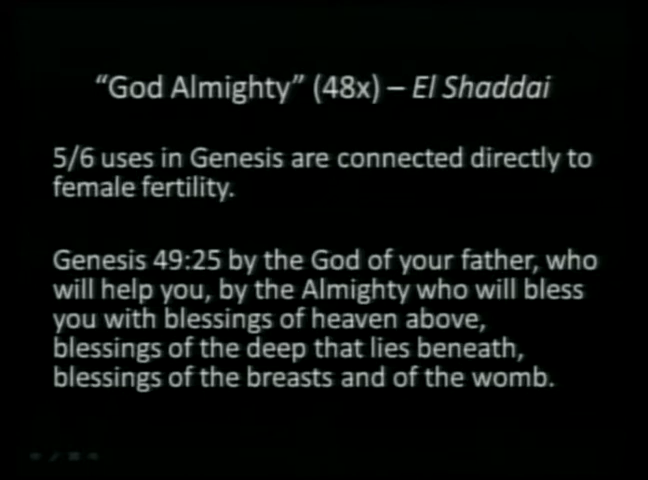 “God Almighty” (48x) – El Shaddai
5/6 uses in Genesis are connected directly to
female fertility.
Genesis 49:25 by the God of your father, who
will help you, by the Almighty who will bless
you with blessings of heaven above,
blessings of the deep that lies beneath,
blessings of the breasts and of the womb.